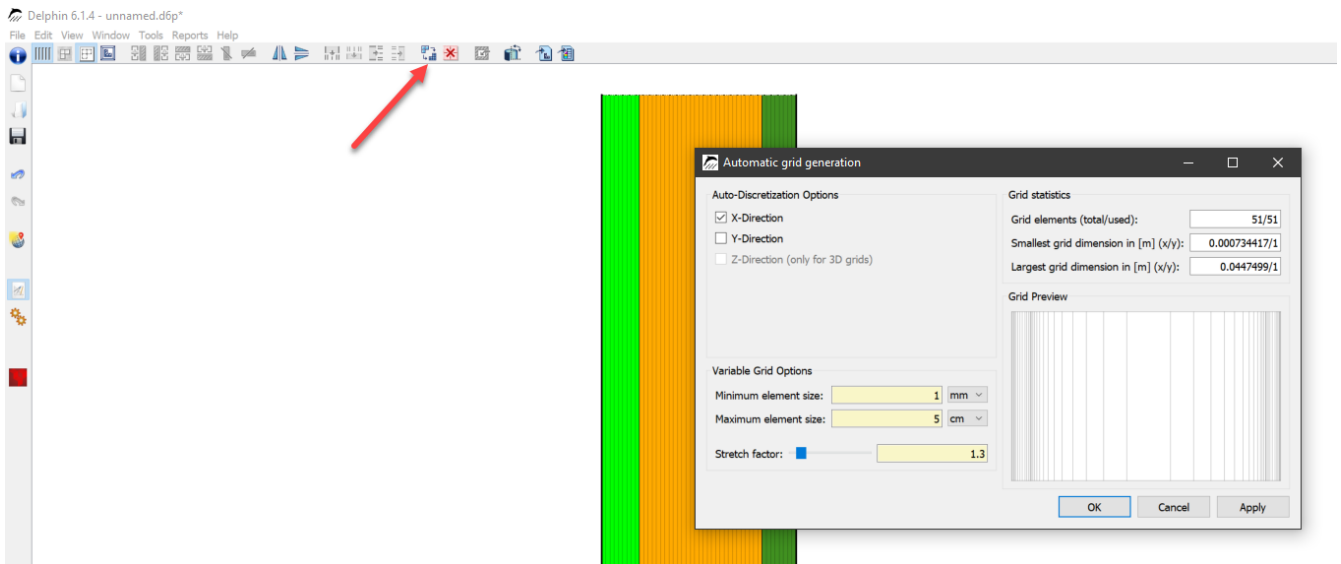 Delphin 6.1.4 - unnamed.d6p*
File Edit View Window Tools Reports Help
Automatic grid generation
Auto-Discretization Options
X-Direction
Y-Direction
Z-Direction (only for 3D grids)
Variable Grid Options
Minimum element size: 1 mm
Maximum element size: 5 cm
Stretch factor: 1.3
Grid statistics
Grid elements (total/used): 51/51
Smallest grid dimension in [m] (x/y): 0.000734417/1
Largest grid dimension in [m] (x/y): 0.0447499/1
Grid Preview
OK Cancel Apply